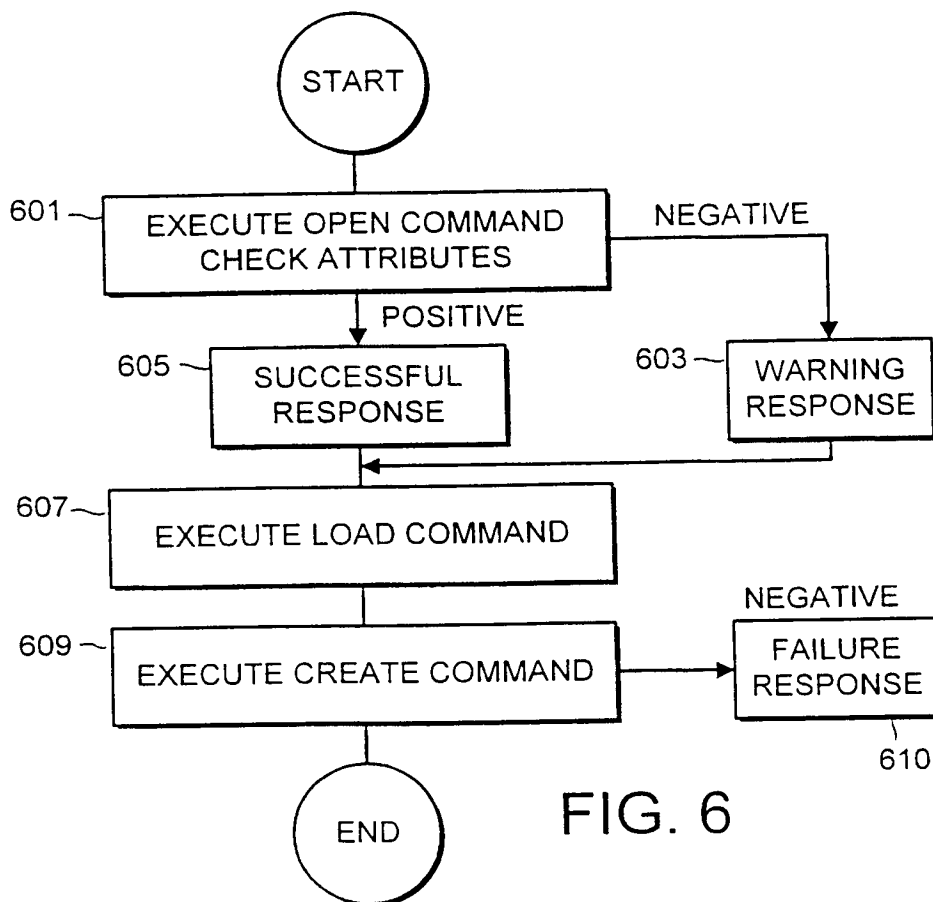 START
601
EXECUTE OPEN COMMAND
CHECK ATTRIBUTES
NEGATIVE
POSITIVE
605
SUCCESSFUL
RESPONSE
603
WARNING
RESPONSE
607
EXECUTE LOAD COMMAND
609
EXECUTE CREATE COMMAND
NEGATIVE
FAILURE
RESPONSE
610
END
FIG. 6